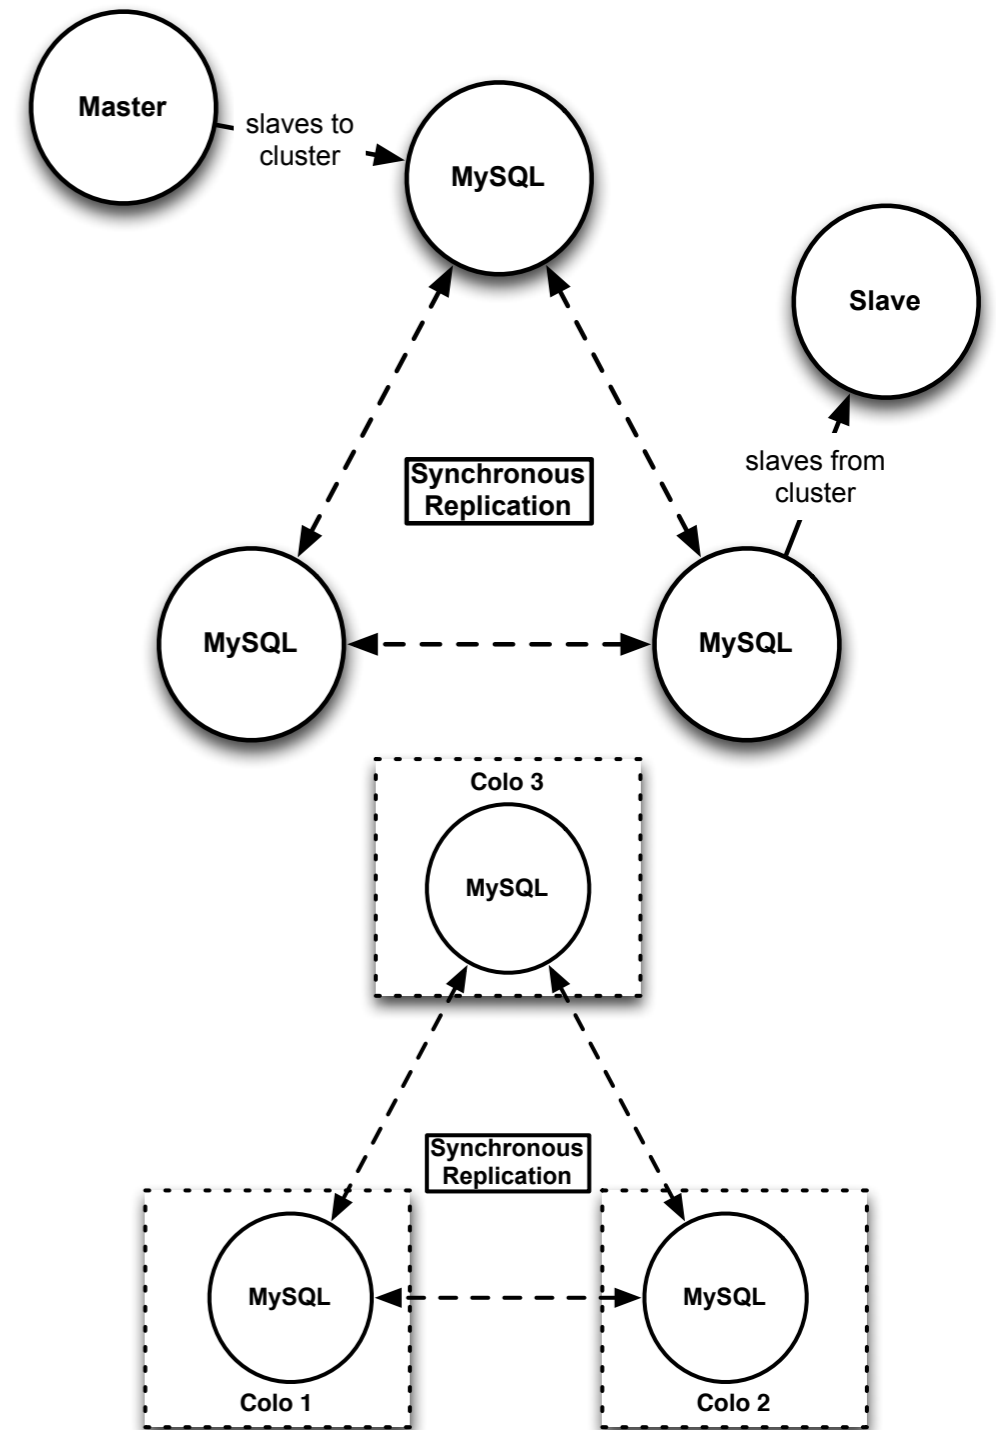 Master
slaves to
cluster
MySQL
Slave
Synchronous
Replication
slaves from
cluster
MySQL
MySQL
Colo 3
MySQL
Synchronous
Replication
MySQL
MySQL
Colo 1
Colo 2